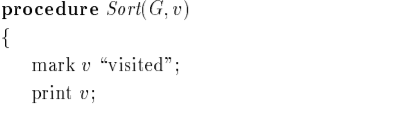 procedure Sort(G, v)
{
mark v “visited”;
print v;